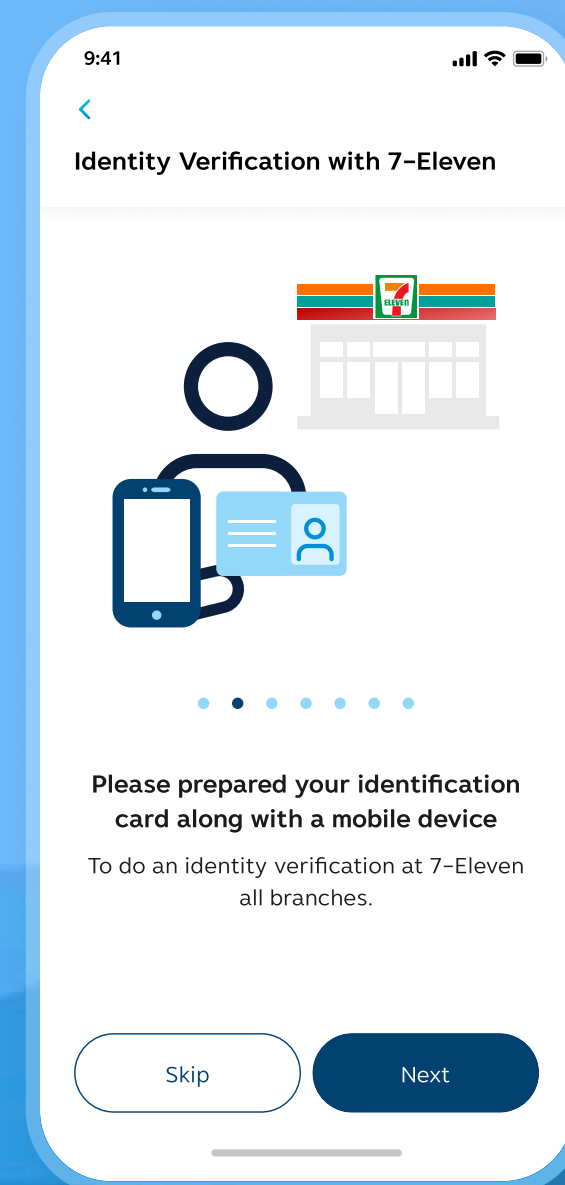 9:41
Identity Verification with 7-Eleven
7
ELEVEN
Please prepared your identification
card along with a mobile device
To do an identity verification at 7-Eleven
all branches.
Skip
Next